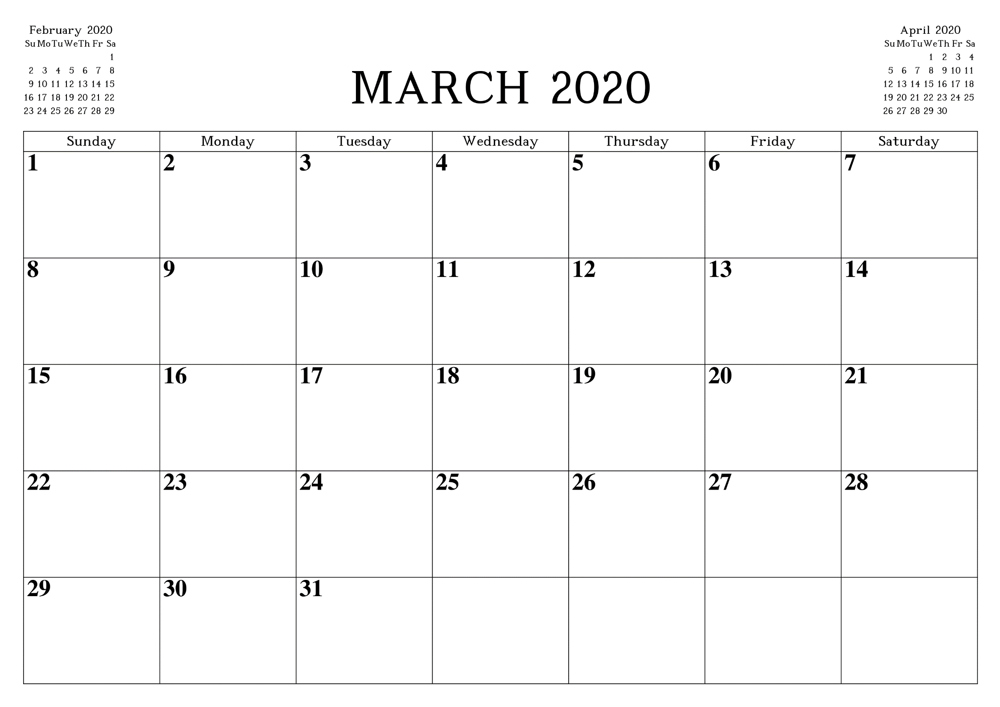 February 2020
Su Mo Tu We Th Fr Sa
1
2 3 4 5 6 7 8
9 10 11 12 13 14 15
16 17 18 19 20 21 22
23 24 25 26 27 28 29
MARCH 2020
April 2020
Su Mo Tu We Th Fr Sa
1 2 3 4
5 6 7 8 9 10 11
12 13 14 15 16 17 18
19 20 21 22 23 24 25
26 27 28 29 30
Sunday Monday Tuesday Wednesday Thursday Friday Saturday
1 2 3 4 5 6 7
8 9 10 11 12 13 14
15 16 17 18 19 20 21
22 23 24 25 26 27 28
29 30 31